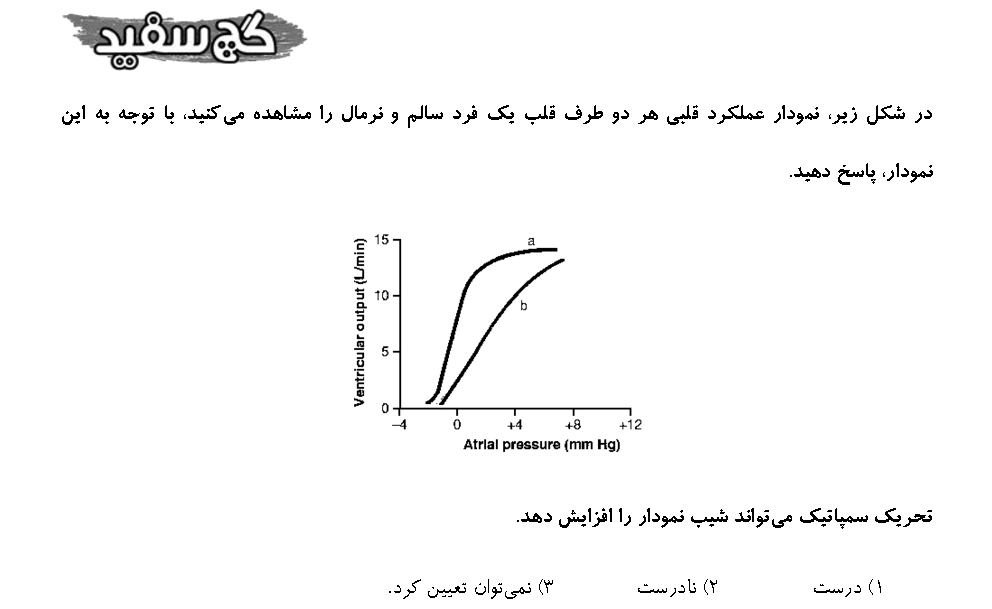 گچ سفید
در شکل زیر، نمودار عملکرد قلبی هر دو طرف قلب یک فرد سالم و نرمال را مشاهده می‌کنید، با توجه به این
نمودار، پاسخ دهید.
Ventricular output (L/min)
15
10
5
0
a
b
–4 0 +4 +8 +12
Atrial pressure (mm Hg)
تحریک سمپاتیک می‌تواند شیب نمودار را افزایش دهد.
۱) درست ۲) نادرست ۳) نمی‌توان تعیین کرد.